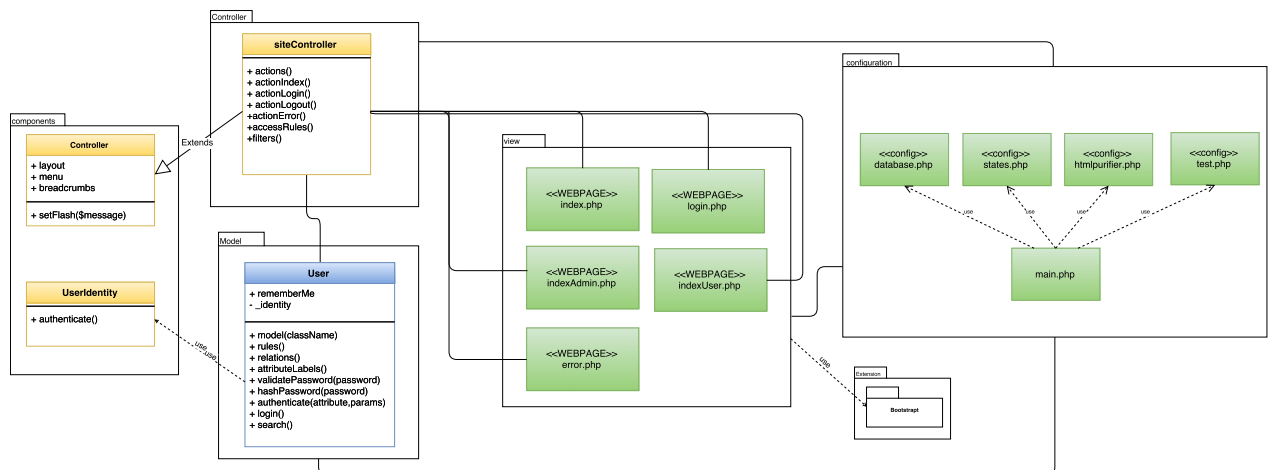 Controller
siteController
+ actions()
+ actionIndex()
+ actionLogin()
+ actionLogout()
+actionError()
+accessRules()
+filters()
components
Controller
+ layout
+ menu
+ breadcrumbs
+ setFlash($message)
Extends
UserIdentity
+ authenticate()
use
use
Model
User
+ rememberMe
- _identity
+ model(className)
+ rules()
+ relations()
+ attributeLabels()
+ validatePassword(password)
+ hashPassword(password)
+ authenticate(attribute,params)
+ login()
+ search()
view
<<WEBPAGE>>
index.php
<<WEBPAGE>>
login.php
<<WEBPAGE>>
indexAdmin.php
<<WEBPAGE>>
indexUser.php
<<WEBPAGE>>
error.php
use
Extension
Bootstrapt
configuration
<<config>>
database.php
<<config>>
states.php
<<config>>
htmlpurifier.php
<<config>>
test.php
use
use
use
use
main.php